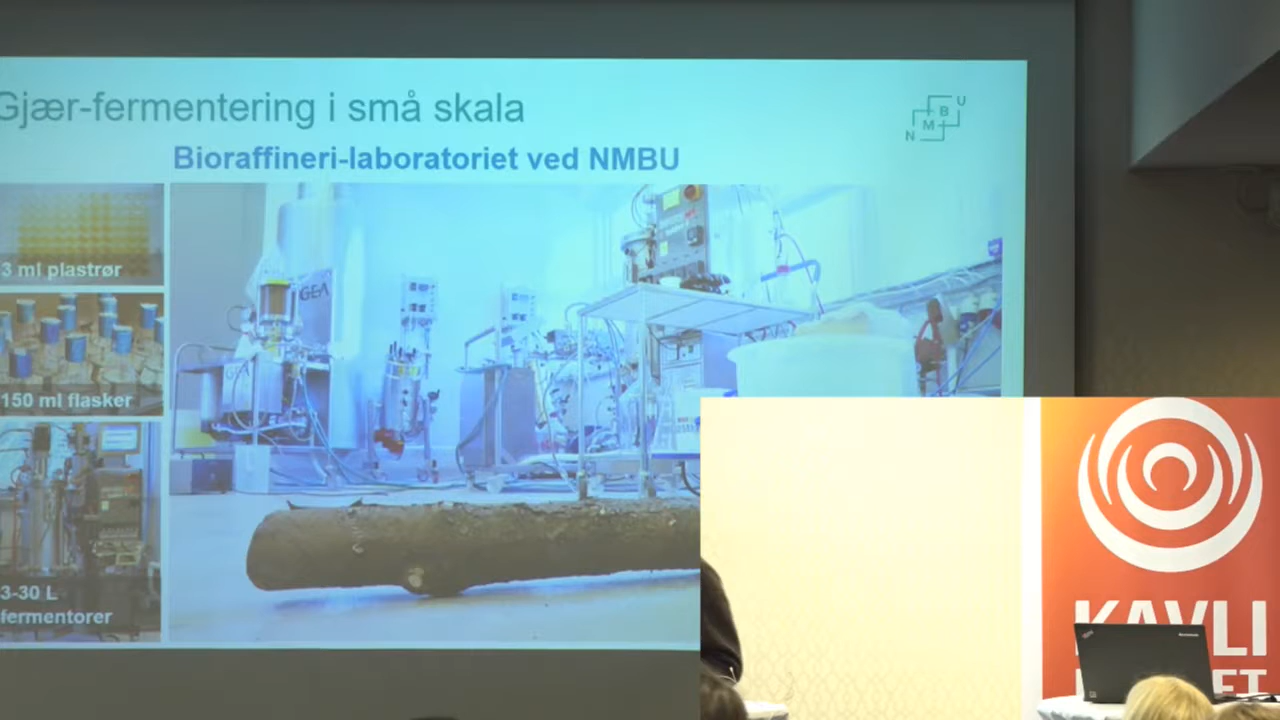 Gjær-fermentering i små skala
N M B U
Bioraffineri-laboratoriet ved NMBU
3 ml plastrør
150 ml flasker
3-30 L
fermentorer
GEA
GEA
KAVLI